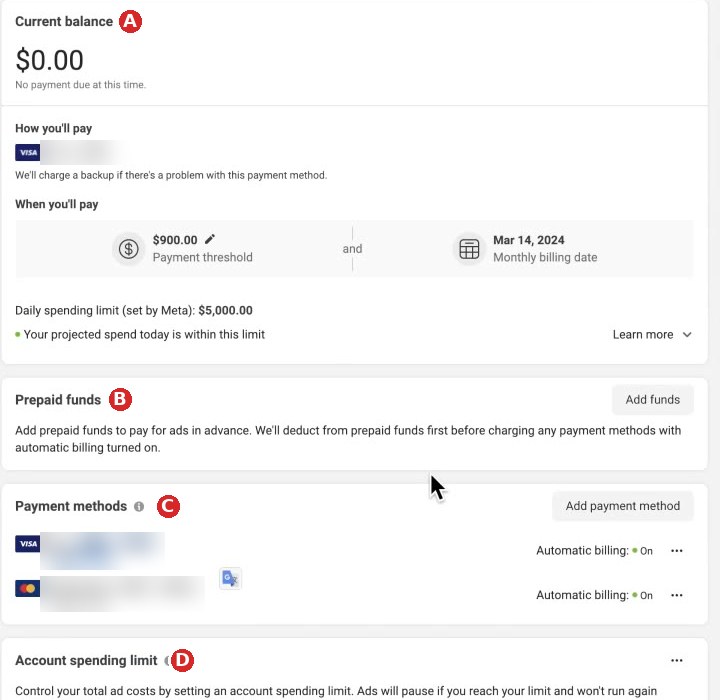 Current balance A
$0.00
No payment due at this time.
How you'll pay
VISA
We'll charge a backup if there's a problem with this payment method.
When you'll pay
$900.00
Payment threshold
and
Mar 14, 2024
Monthly billing date
Daily spending limit (set by Meta): $5,000.00
Your projected spend today is within this limit
Learn more
Prepaid funds B
Add funds
Add prepaid funds to pay for ads in advance. We'll deduct from prepaid funds first before charging any payment methods with
automatic billing turned on.
Payment methods C
Add payment method
VISA
Automatic billing: On
Automatic billing: On
Account spending limit D
Control your total ad costs by setting an account spending limit. Ads will pause if you reach your limit and won't run again